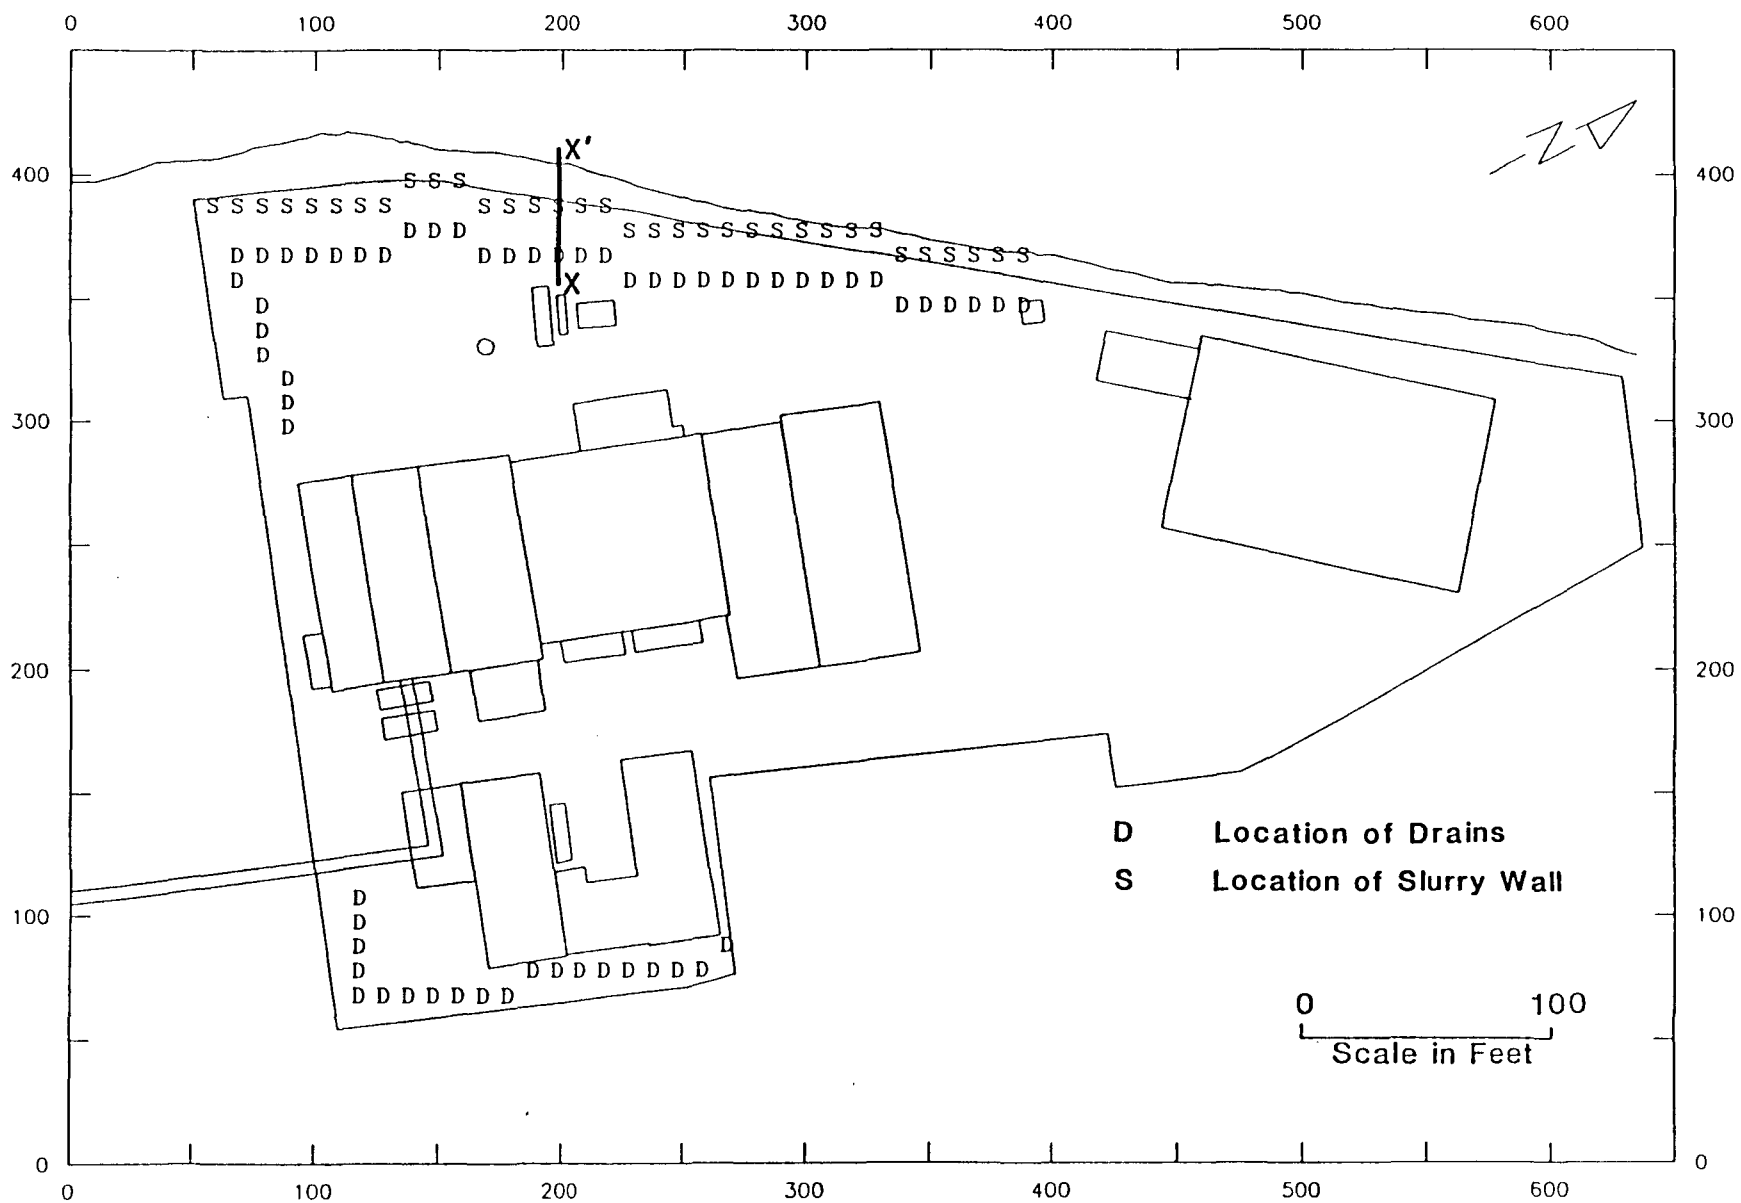 0 100 200 300 400 500 600
N
X'
400 S S S 400
S S S S S S S S S S S S S S
D D D S S S S S S S S S S S
D D D D D D D D D D D D D S S S S S S
D X D D D D D D D D D D D
D D D D D D D
D
D
D
D
300 D 300
200 200
D Location of Drains
S Location of Slurry Wall
D
100 D 100
D D
D D D D D D D D D
D D D D D D D
0 100
Scale in Feet
0 0
0 100 200 300 400 500 600